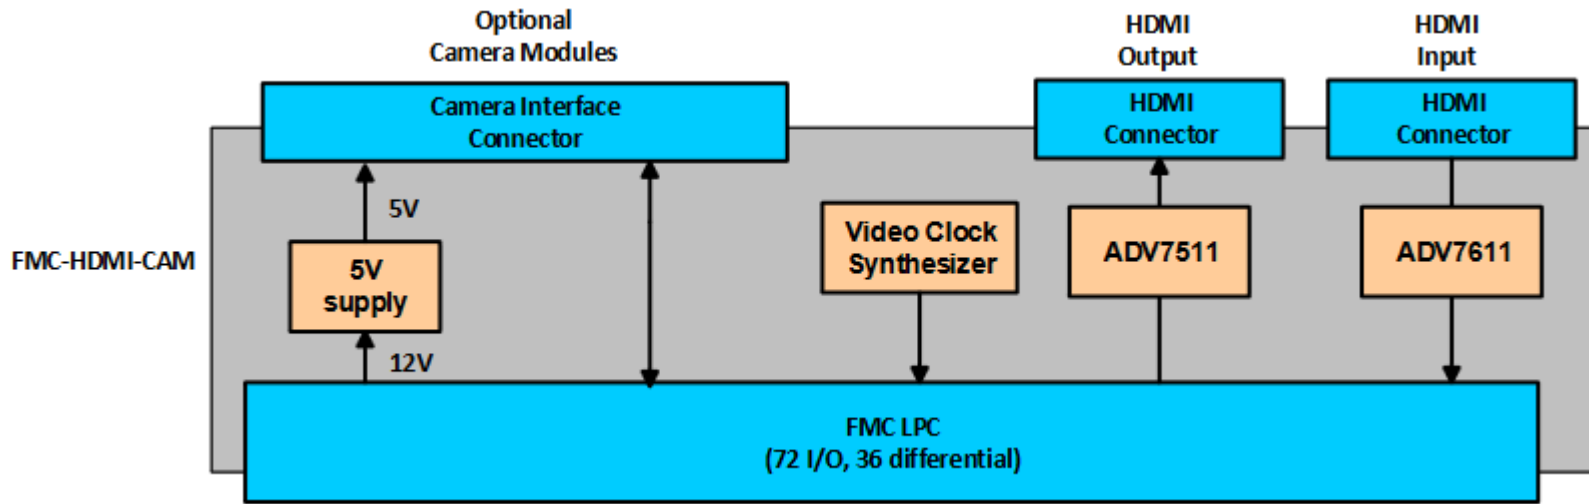 Optional
Camera Modules
HDMI
Output
HDMI
Input
Camera Interface
Connector
HDMI
Connector
HDMI
Connector
5V
Video Clock
Synthesizer
ADV7511
ADV7611
FMC-HDMI-CAM
5V
supply
12V
FMC LPC
(72 I/O, 36 differential)